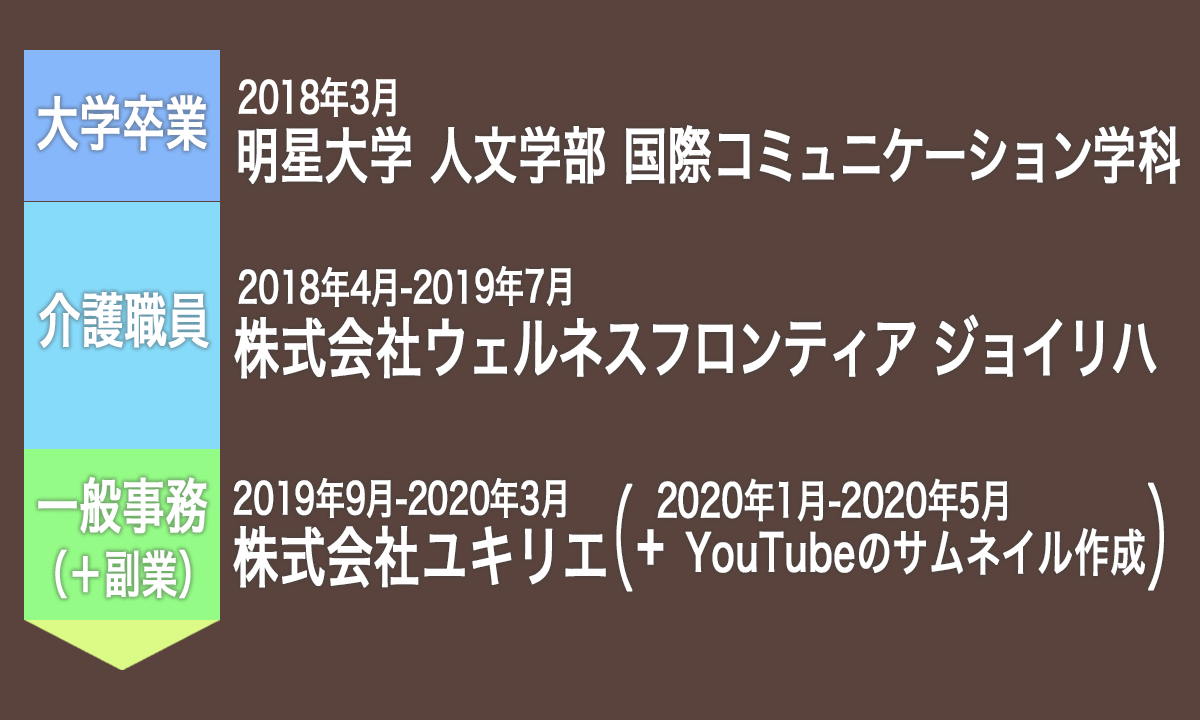 大学卒業
2018年3月
明星大学 人文学部 国際コミュニケーション学科
介護職員
2018年4月-2019年7月
株式会社ウェルネスフロンティア ジョイリハ
一般事務
(+副業)
2019年9月-2020年3月
株式会社ユキリエ
( 2020年1月-2020年5月
+ YouTubeのサムネイル作成 )